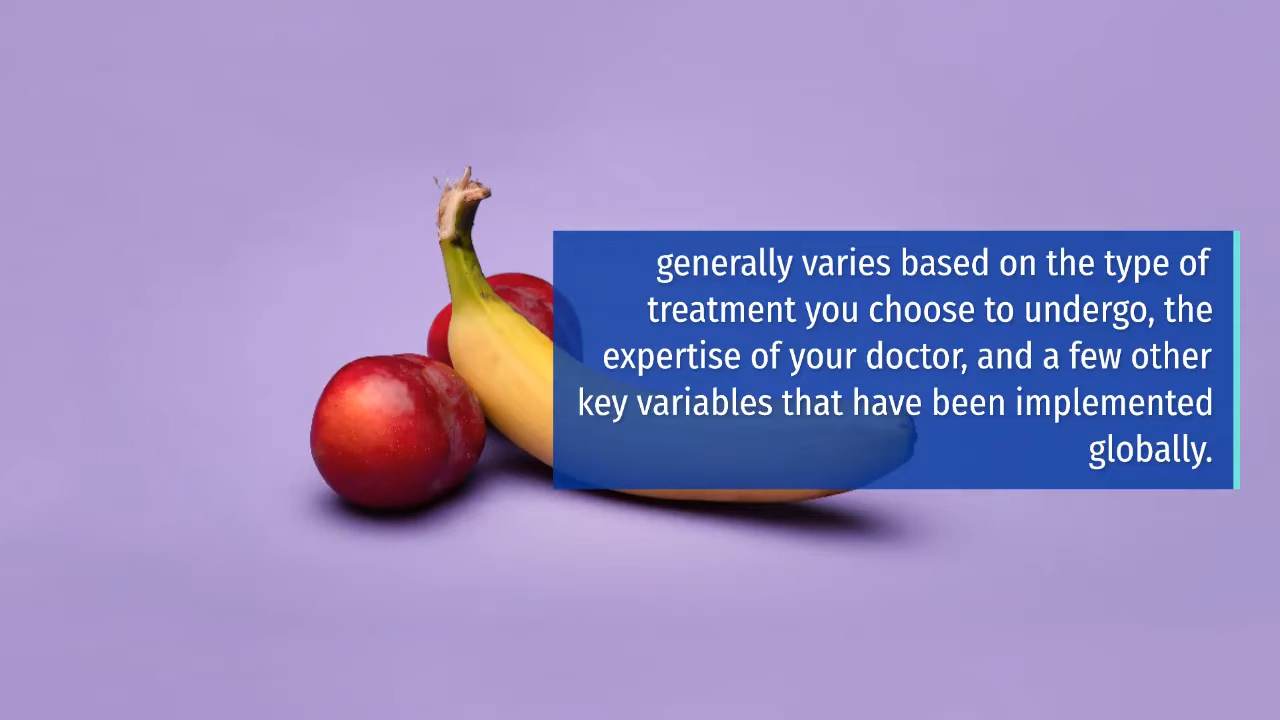 generally varies based on the type of
treatment you choose to undergo, the
expertise of your doctor, and a few other
key variables that have been implemented
globally.